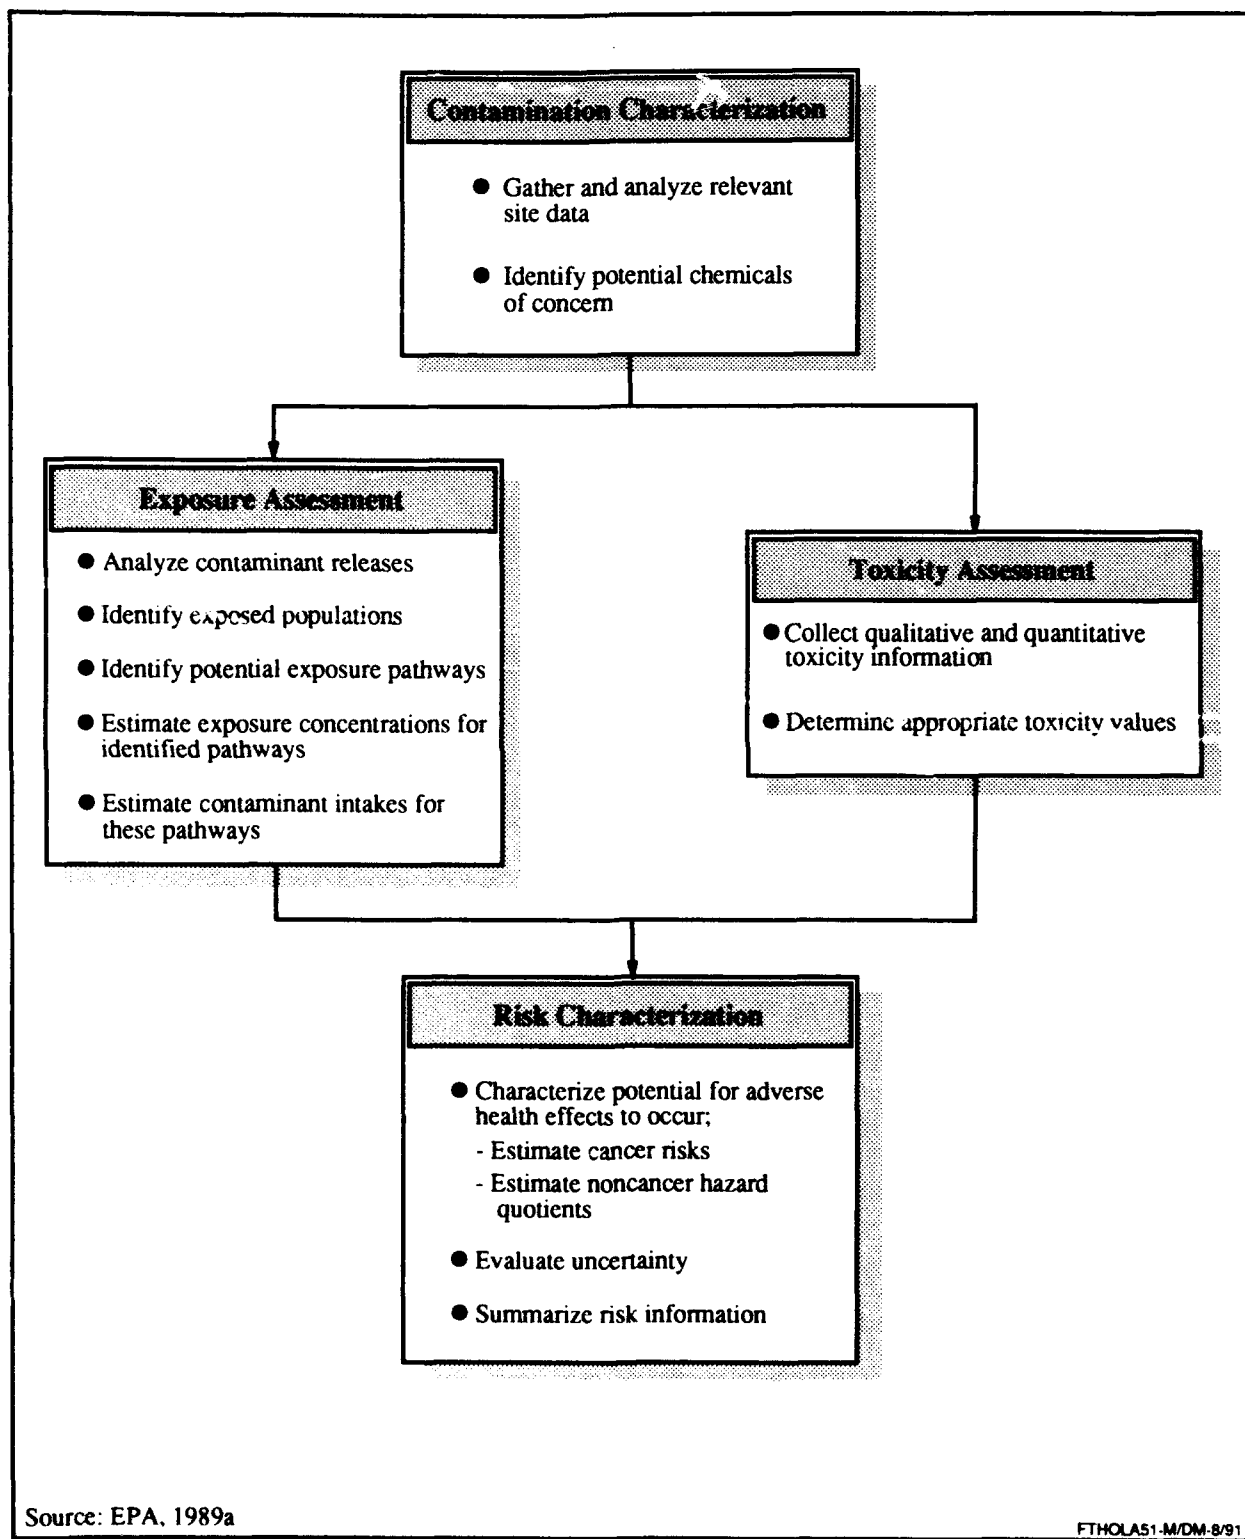 Contamination Characterization
● Gather and analyze relevant
site data
● Identify potential chemicals
of concern
Exposure Assessment
● Analyze contaminant releases
● Identify exposed populations
● Identify potential exposure pathways
● Estimate exposure concentrations for
identified pathways
● Estimate contaminant intakes for
these pathways
Toxicity Assessment
● Collect qualitative and quantitative
toxicity information
● Determine appropriate toxicity values
Risk Characterization
● Characterize potential for adverse
health effects to occur;
- Estimate cancer risks
- Estimate noncancer hazard
quotients
● Evaluate uncertainty
● Summarize risk information
Source: EPA, 1989a
FTHOLA51-M/DM-8/91